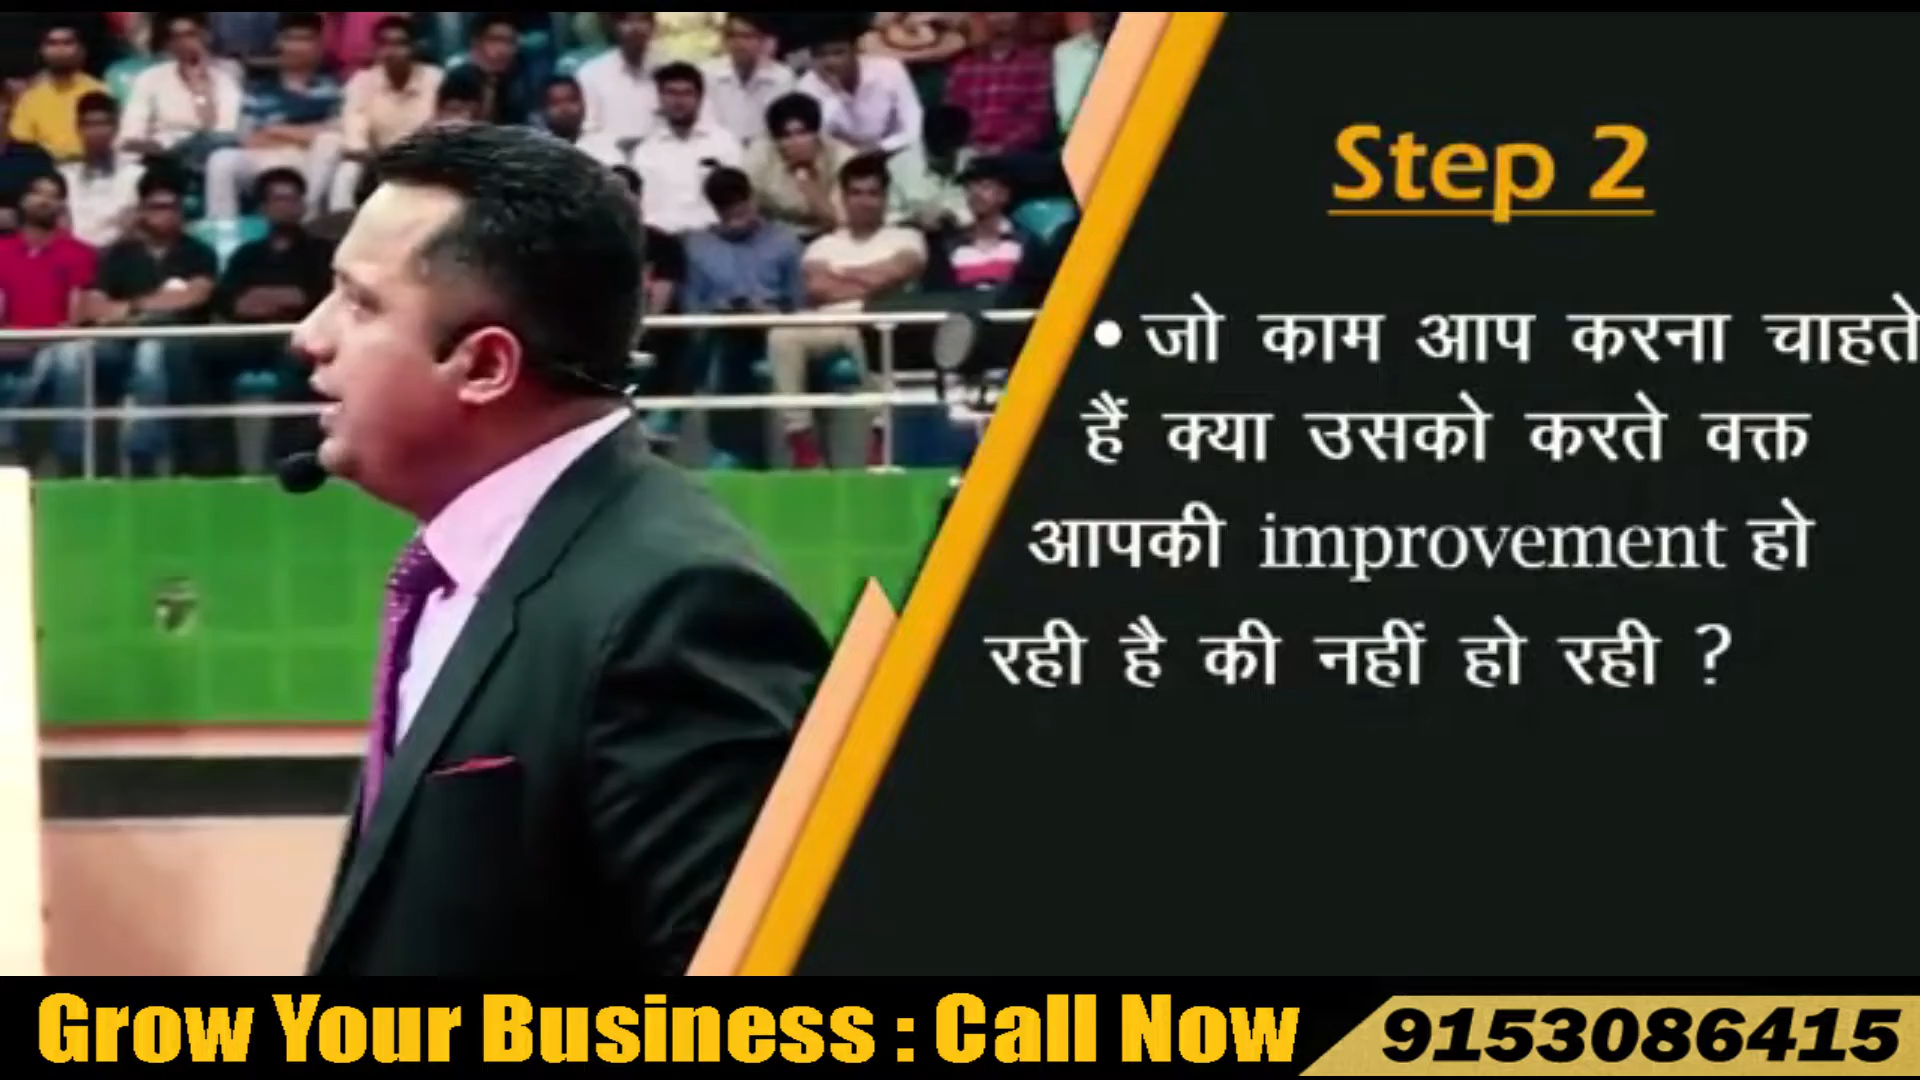 Step 2
• जो काम आप करना चाहते
हैं क्या उसको करते वक्त
आपकी improvement हो
रही है की नहीं हो रही ?
Grow Your Business : Call Now
9153086415